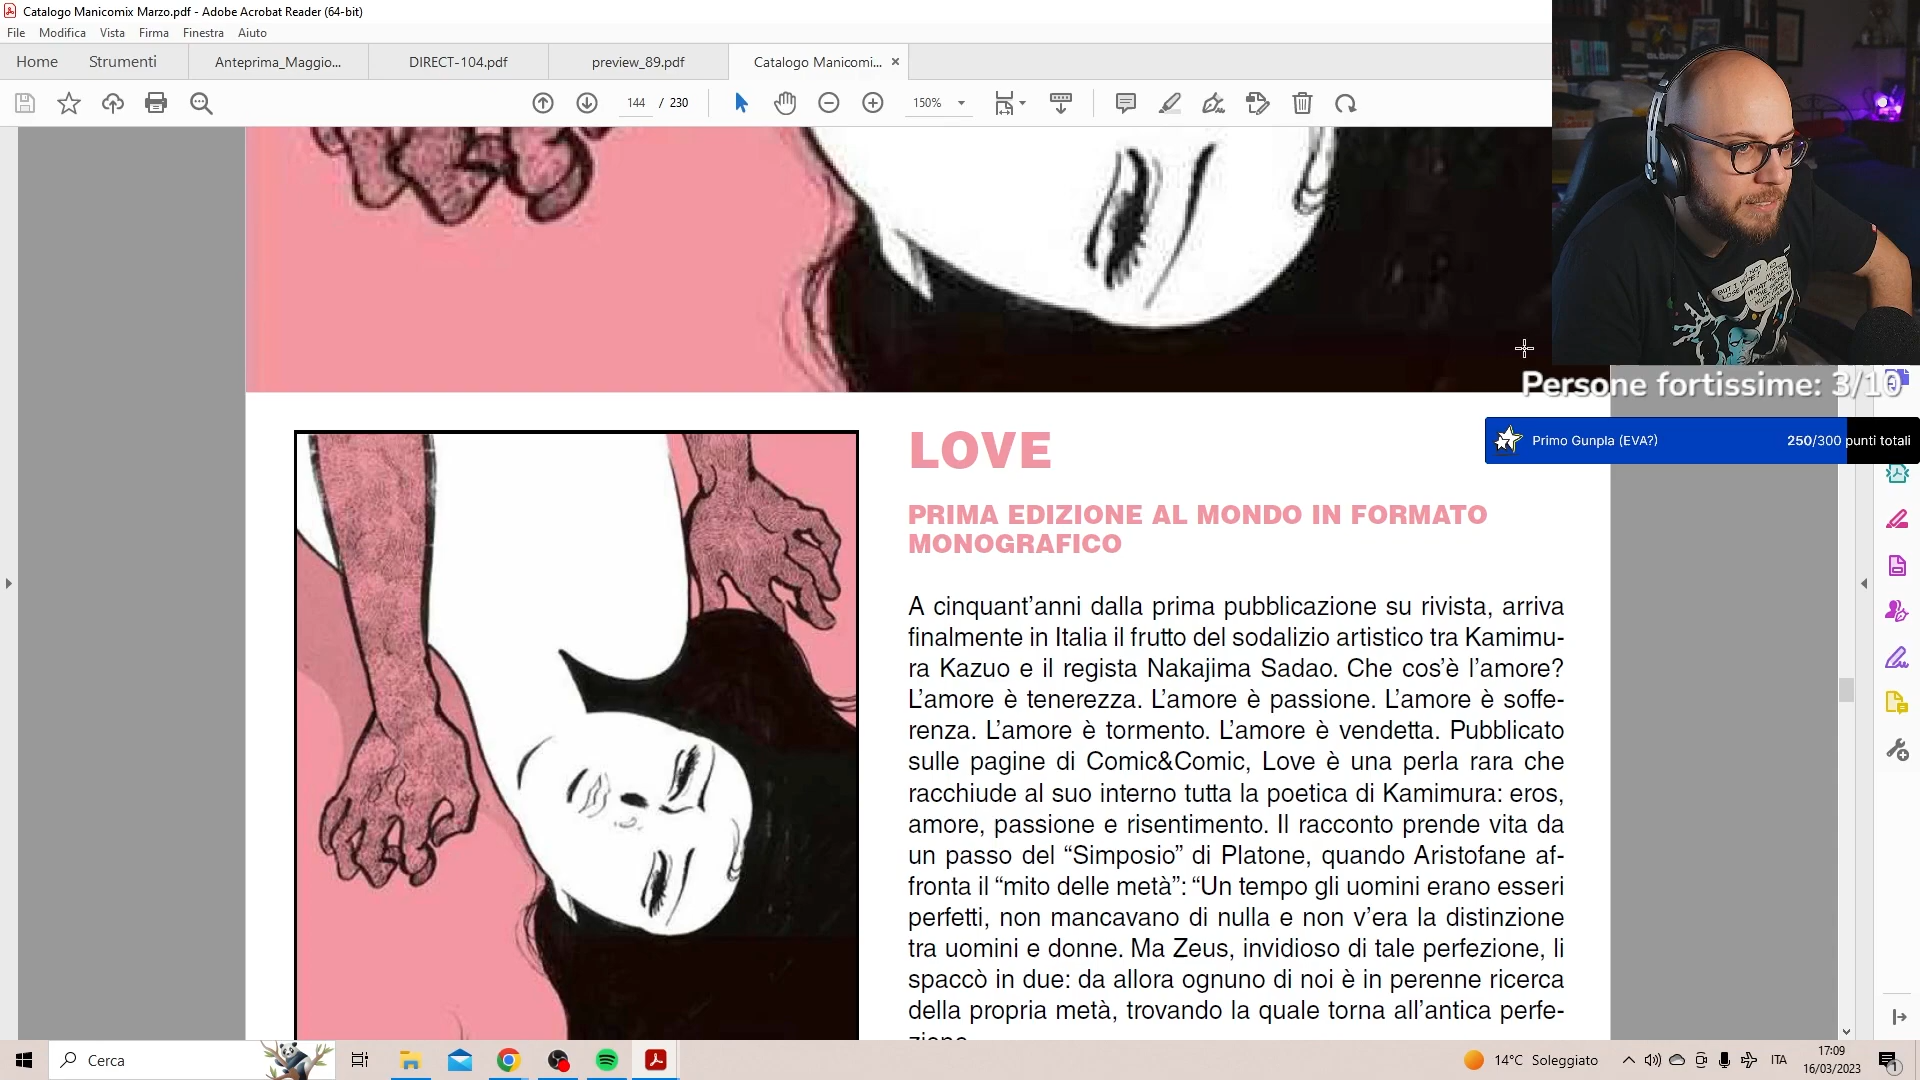 Catalogo Manicomix Marzo.pdf - Adobe Acrobat Reader (64-bit)
File Modifica Vista Firma Finestra Aiuto
Home Strumenti Anteprima_Maggio... DIRECT-104.pdf preview_89.pdf Catalogo Manicomi... ×
144 / 230 150%
Persone fortissime: 3/10
Primo Gunpla (EVA?) 250/300 punti totali
LOVE
PRIMA EDIZIONE AL MONDO IN FORMATO
MONOGRAFICO
A cinquant’anni dalla prima pubblicazione su rivista, arriva
finalmente in Italia il frutto del sodalizio artistico tra Kamimu-
ra Kazuo e il regista Nakajima Sadao. Che cos’è l’amore?
L’amore è tenerezza. L’amore è passione. L’amore è soffe-
renza. L’amore è tormento. L’amore è vendetta. Pubblicato
sulle pagine di Comic&Comic, Love è una perla rara che
racchiude al suo interno tutta la poetica di Kamimura: eros,
amore, passione e risentimento. Il racconto prende vita da
un passo del “Simposio” di Platone, quando Aristofane af-
fronta il “mito delle metà”: “Un tempo gli uomini erano esseri
perfetti, non mancavano di nulla e non v’era la distinzione
tra uomini e donne. Ma Zeus, invidioso di tale perfezione, li
spaccò in due: da allora ognuno di noi è in perenne ricerca
della propria metà, trovando la quale torna all’antica perfe-
Cerca
14°C Soleggiato
ITA
17:09
16/03/2023
1